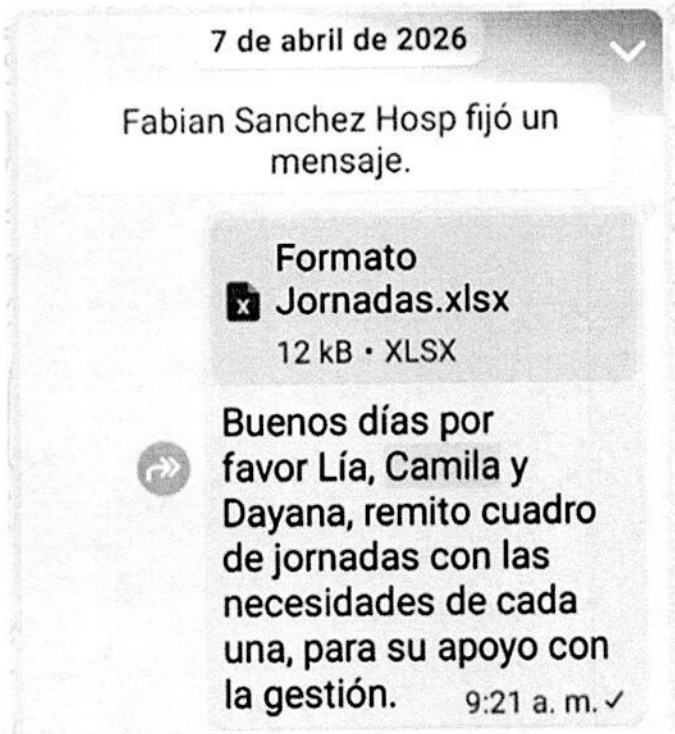 7 de abril de 2026
Fabian Sanchez Hosp fijó un
mensaje.
Formato
Jornadas.xlsx
12 kB • XLSX
Buenos días por
favor Lía, Camila y
Dayana, remito cuadro
de jornadas con las
necesidades de cada
una, para su apoyo con
la gestión.
9:21 a. m.